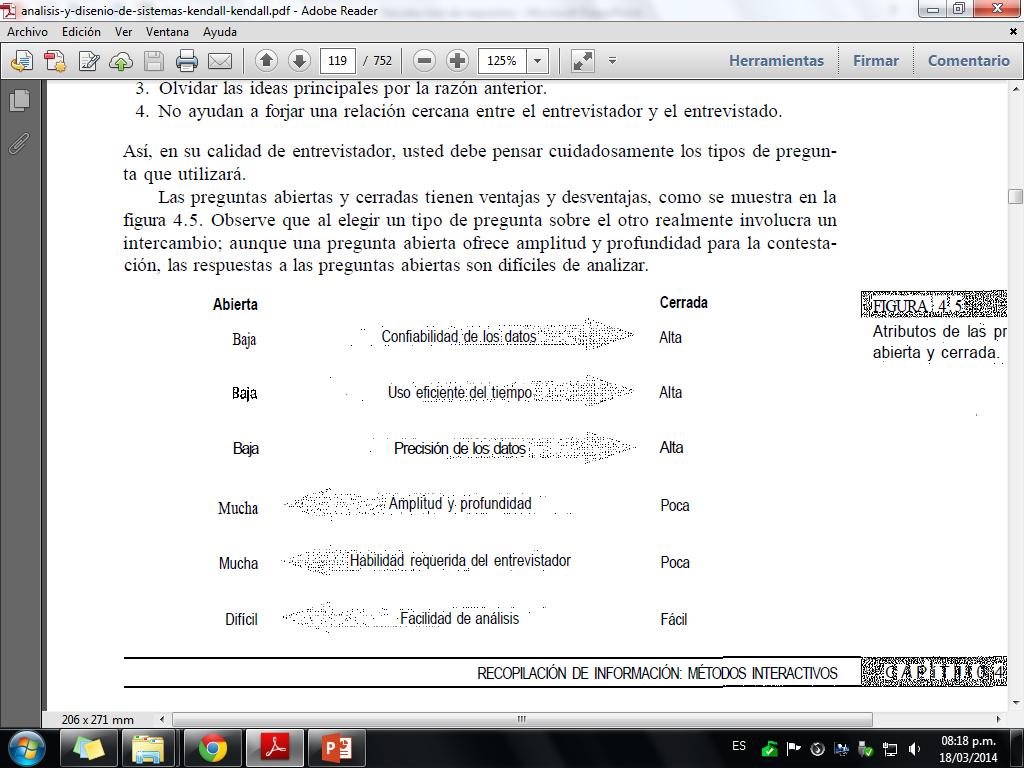 analisis-y-disenio-de-sistemas-kendall-kendall.pdf - Adobe Reader
Archivo Edición Ver Ventana Ayuda
119 / 752 125% Herramientas Firmar Comentario
3. Olvidar las ideas principales por la razón anterior.
4. No ayudan a forjar una relación cercana entre el entrevistador y el entrevistado.
Así, en su calidad de entrevistador, usted debe pensar cuidadosamente los tipos de pregun-
ta que utilizará.
Las preguntas abiertas y cerradas tienen ventajas y desventajas, como se muestra en la
figura 4.5. Observe que al elegir un tipo de pregunta sobre el otro realmente involucra un
intercambio; aunque una pregunta abierta ofrece amplitud y profundidad para la contesta-
ción, las respuestas a las preguntas abiertas son difíciles de analizar.
Abierta Cerrada
FIGURA 4.5
Atributos de las pr
abierta y cerrada.
Baja Confiabilidad de los datos Alta
Baja Uso eficiente del tiempo Alta
Baja Precisión de los datos Alta
Mucha Amplitud y profundidad Poca
Mucha Habilidad requerida del entrevistador Poca
Difícil Facilidad de análisis Fácil
RECOPILACIÓN DE INFORMACIÓN: MÉTODOS INTERACTIVOS CAPÍTULO 4
206 x 271 mm
ES 08:18 p.m.
18/03/2014